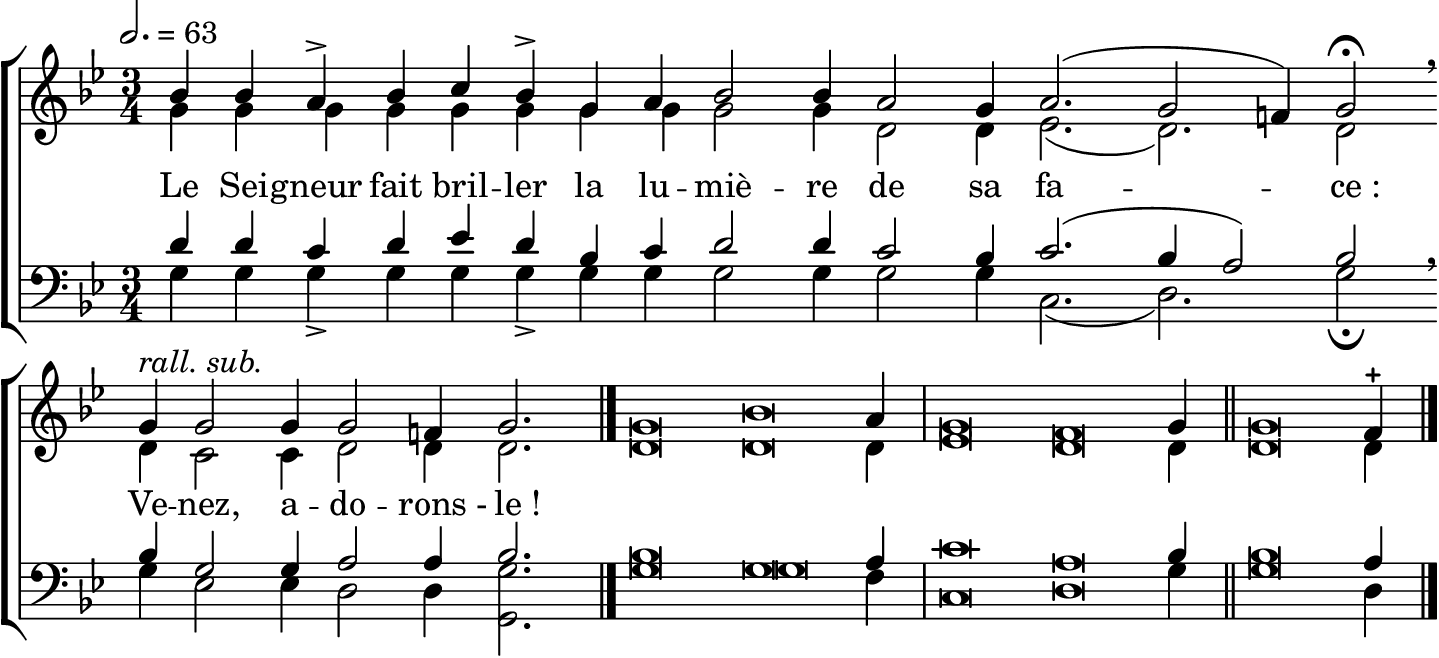 𝅗𝅥. = 63
Le Seigneur fait bril -- ler la lu -- miè -- re de sa fa -- ce :
rall. sub.
Ve -- nez, a -- do -- rons - le !